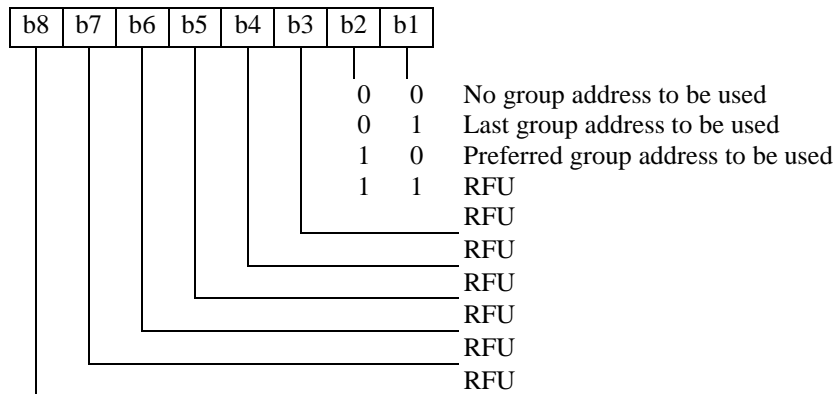 b8 b7 b6 b5 b4 b3 b2 b1
0 0 No group address to be used
0 1 Last group address to be used
1 0 Preferred group address to be used
1 1 RFU
RFU
RFU
RFU
RFU
RFU
RFU